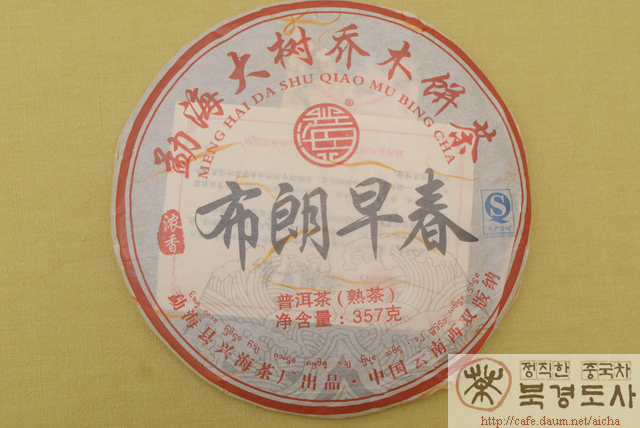 勐海大树乔木饼茶
MENG HAI DA SHU QIAO MU BING CHA
®
布朗早春
浓香
普洱茶（熟茶）
净含量：357克
勐海县兴海茶厂出品·中国云南西双版纳
정직한 중국차
북경도사
http://cafe.daum.net/aicha